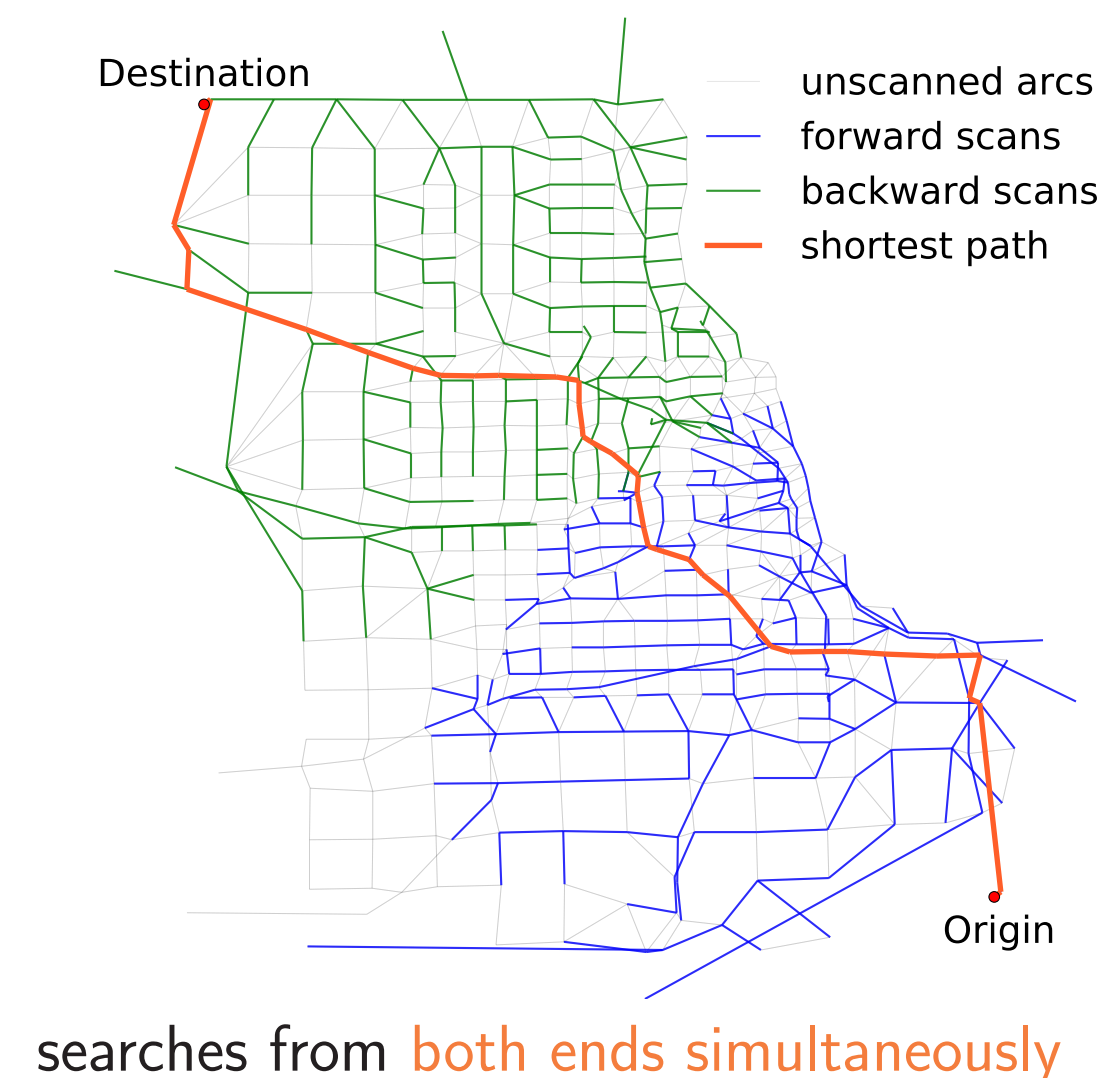 Destination
unscanned arcs
forward scans
backward scans
shortest path
Origin
searches from both ends simultaneously